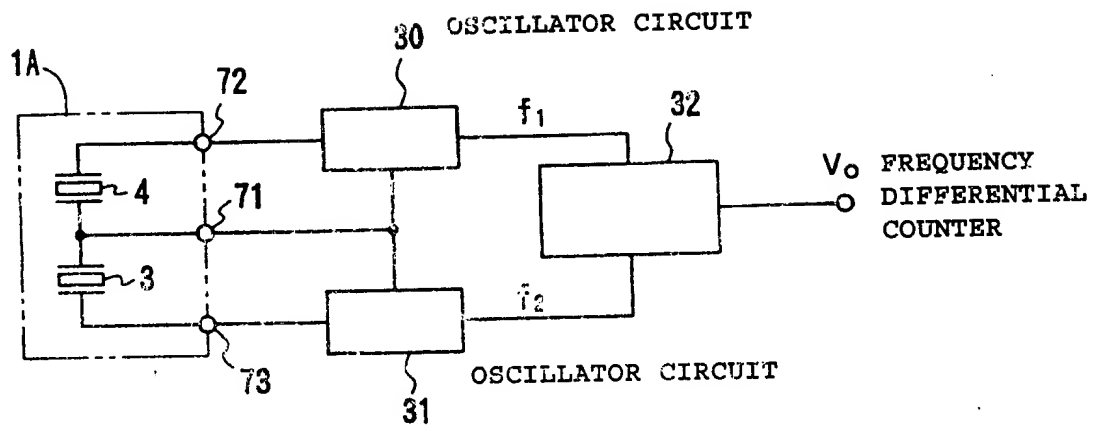 OSCILLATOR CIRCUIT
30
1A
72
f1
32
4
71
Vo FREQUENCY
DIFFERENTIAL
COUNTER
3
f2
73
31
OSCILLATOR CIRCUIT